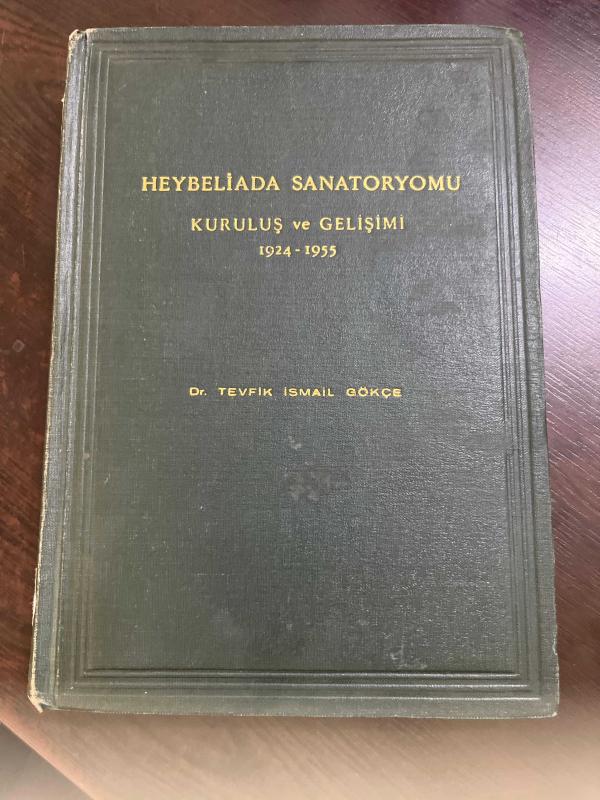 HEYBELİADA SANATORYOMU
KURULUŞ ve GELİŞİMİ
1924 - 1955
Dr. TEVFİK İSMAİL GÖKÇE